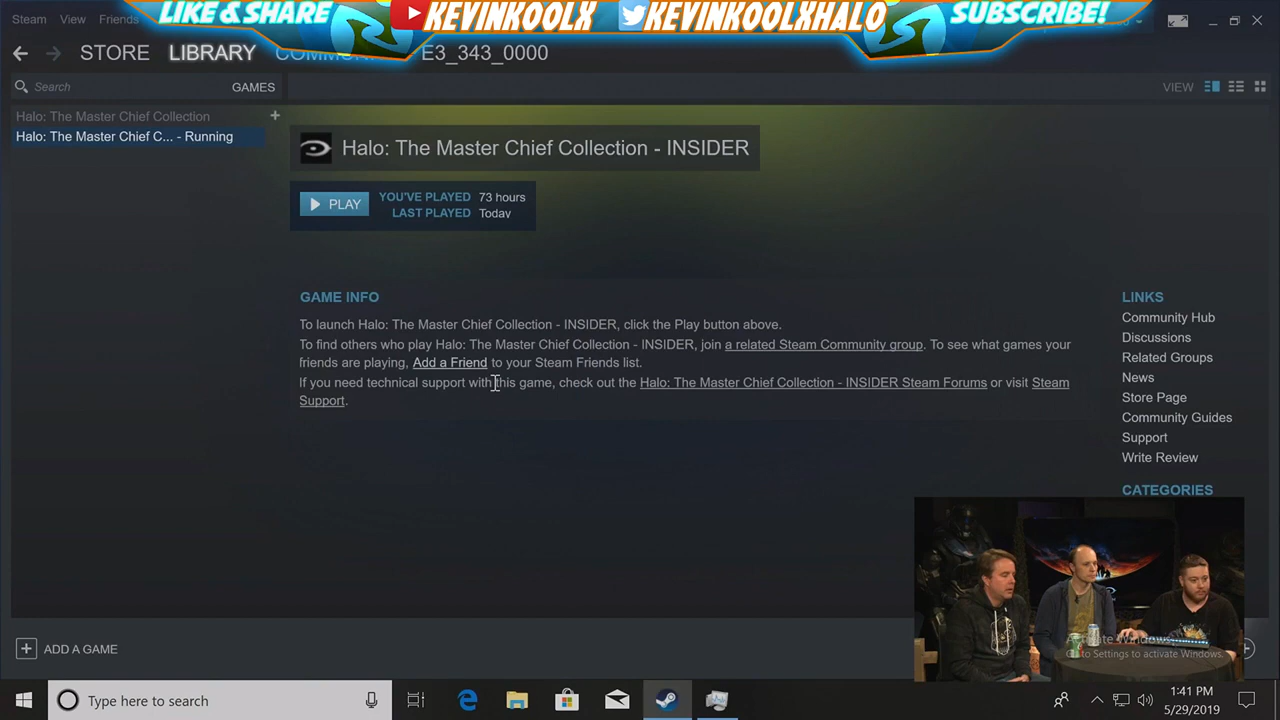 LIKE & SHARE
KEVINKOOLX
KEVINKOOLXHALO
SUBSCRIBE!
Steam View Friends
STORE LIBRARY COMMUN E3_343_0000
Search GAMES VIEW
Halo: The Master Chief Collection
Halo: The Master Chief C... - Running
Halo: The Master Chief Collection - INSIDER
PLAY
YOU'VE PLAYED 73 hours
LAST PLAYED Today
GAME INFO
To launch Halo: The Master Chief Collection - INSIDER, click the Play button above.
To find others who play Halo: The Master Chief Collection - INSIDER, join a related Steam Community group. To see what games your
friends are playing, Add a Friend to your Steam Friends list.
If you need technical support with this game, check out the Halo: The Master Chief Collection - INSIDER Steam Forums or visit Steam
Support.
LINKS
Community Hub
Discussions
Related Groups
News
Store Page
Community Guides
Support
Write Review
CATEGORIES
Activate Windows
Go to Settings to activate Windows.
ADD A GAME
Type here to search
1:41 PM
5/29/2019